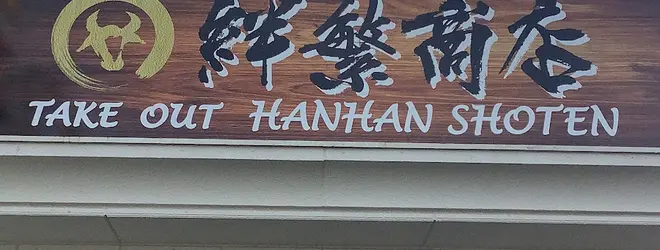 絆繁商店
TAKE OUT HANHAN SHOTEN